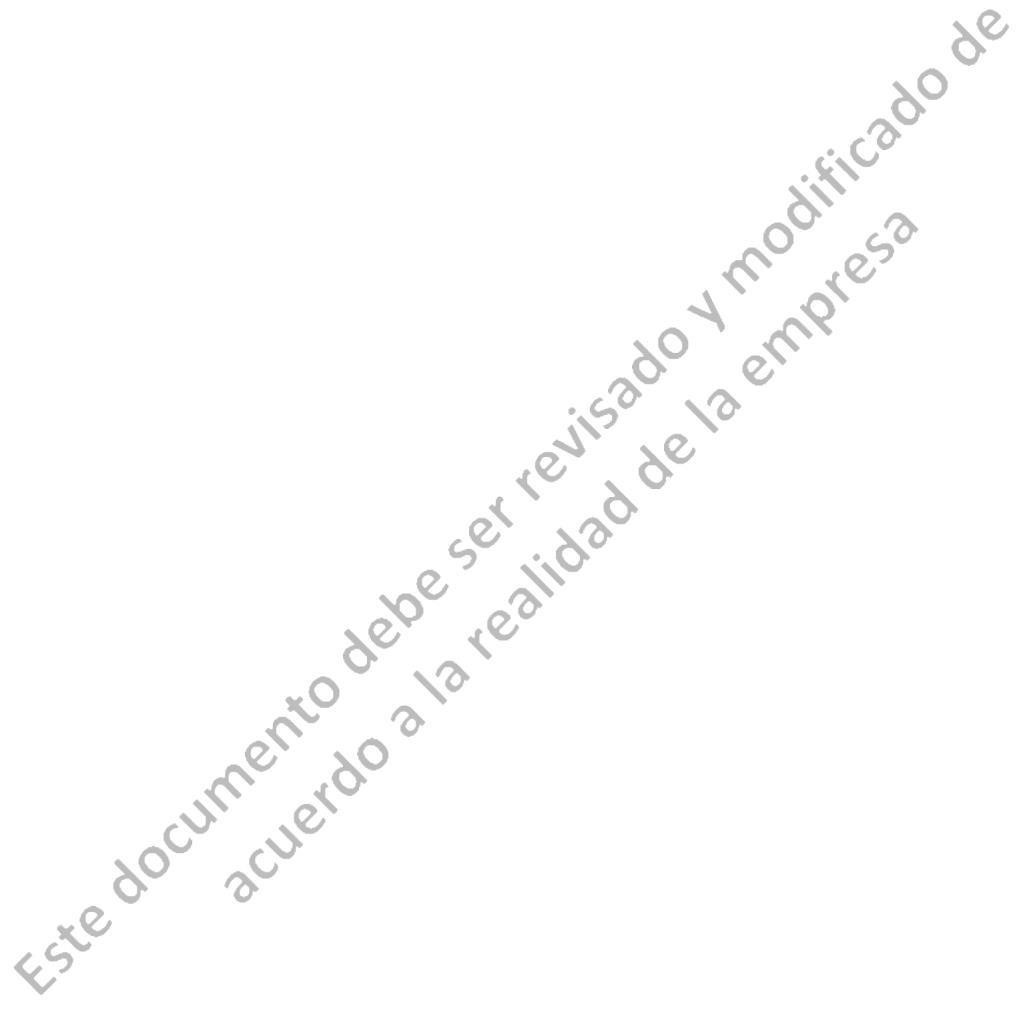 Este documento debe ser revisado y modificado de
acuerdo a la realidad de la empresa